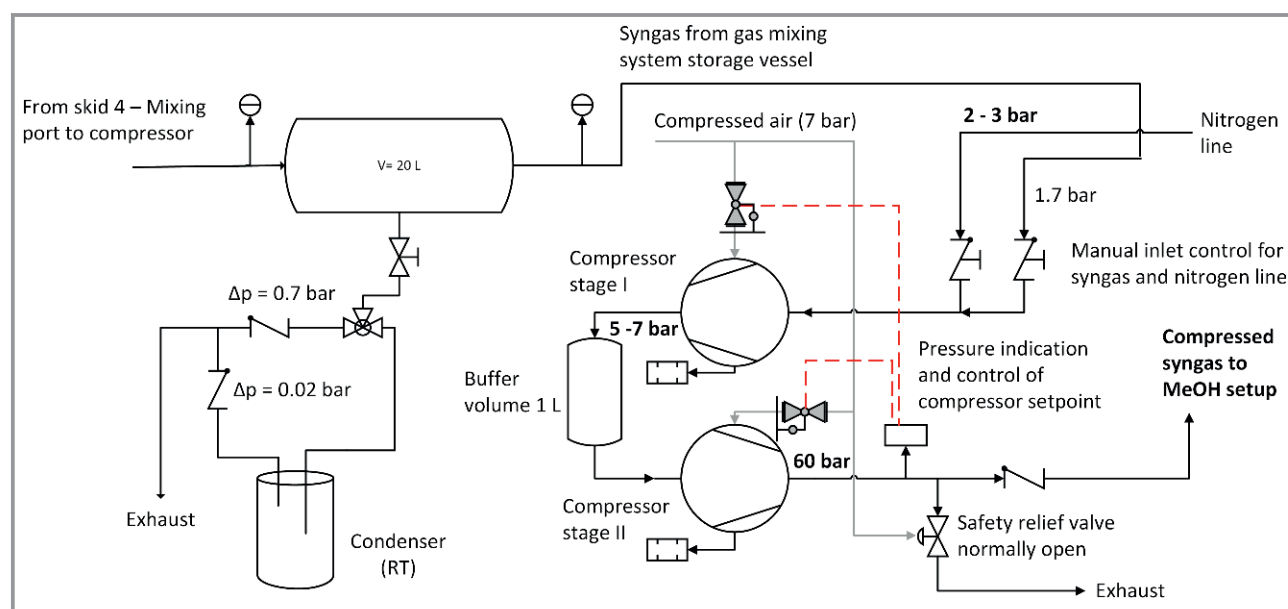 Syngas from gas mixing
system storage vessel
From skid 4 – Mixing
port to compressor
V= 20 L
Compressed air (7 bar)
2 - 3 bar
Nitrogen
line
1.7 bar
Manual inlet control for
syngas and nitrogen line
Compressor
stage I
Δp = 0.7 bar
5 -7 bar
Δp = 0.02 bar
Buffer
volume 1 L
Pressure indication
and control of
compressor setpoint
Compressed
syngas to
MeOH setup
60 bar
Exhaust
Condenser
(RT)
Compressor
stage II
Safety relief valve
normally open
Exhaust